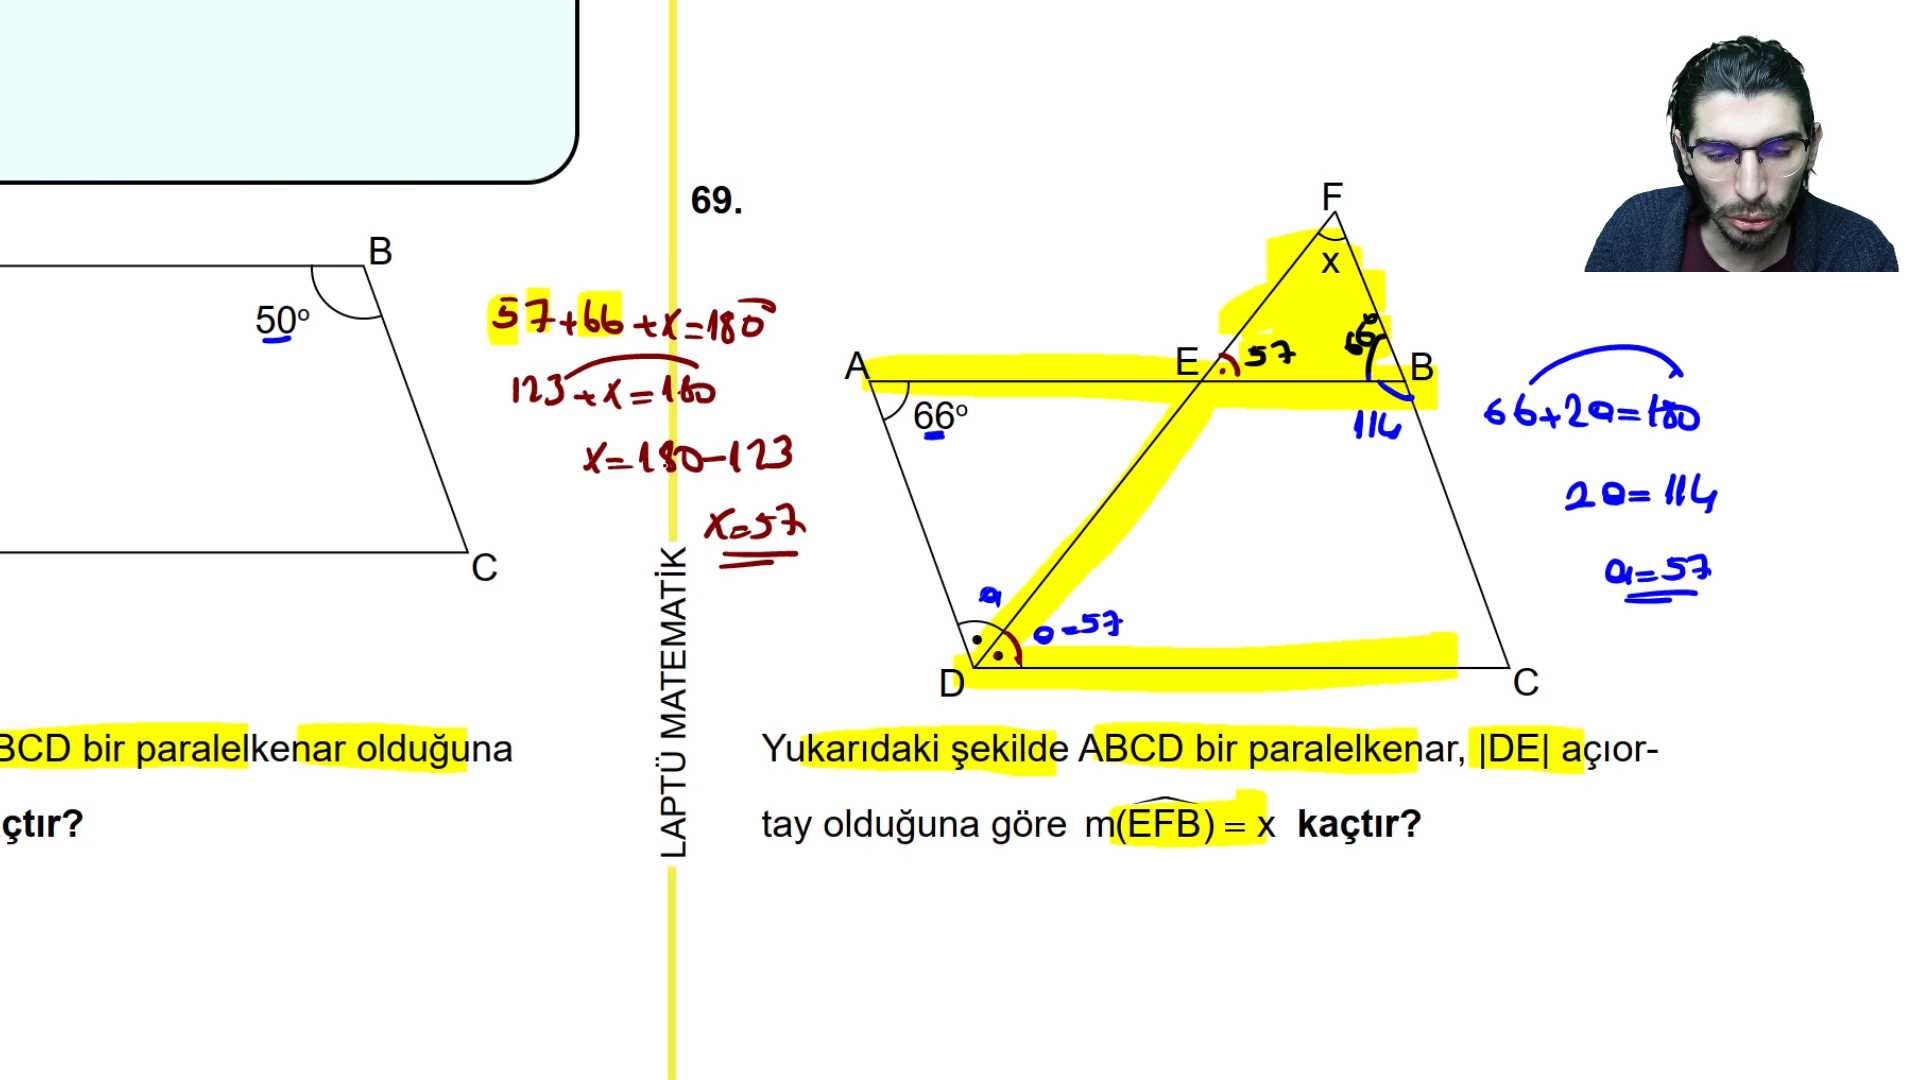 B
50°
C
BCD bir paralelkenar olduğuna
çtır?
57+66+x=180
123+x=180
x=180-123
x=57
LAPTÜ MATEMATİK
69.
F
x
66°
A
E
57
B
66°
114
a
a=57
D
C
66+2a=180
2a=114
a=57
Yukarıdaki şekilde ABCD bir paralelkenar, |DE| açıor-
tay olduğuna göre m(EFB) = x kaçtır?